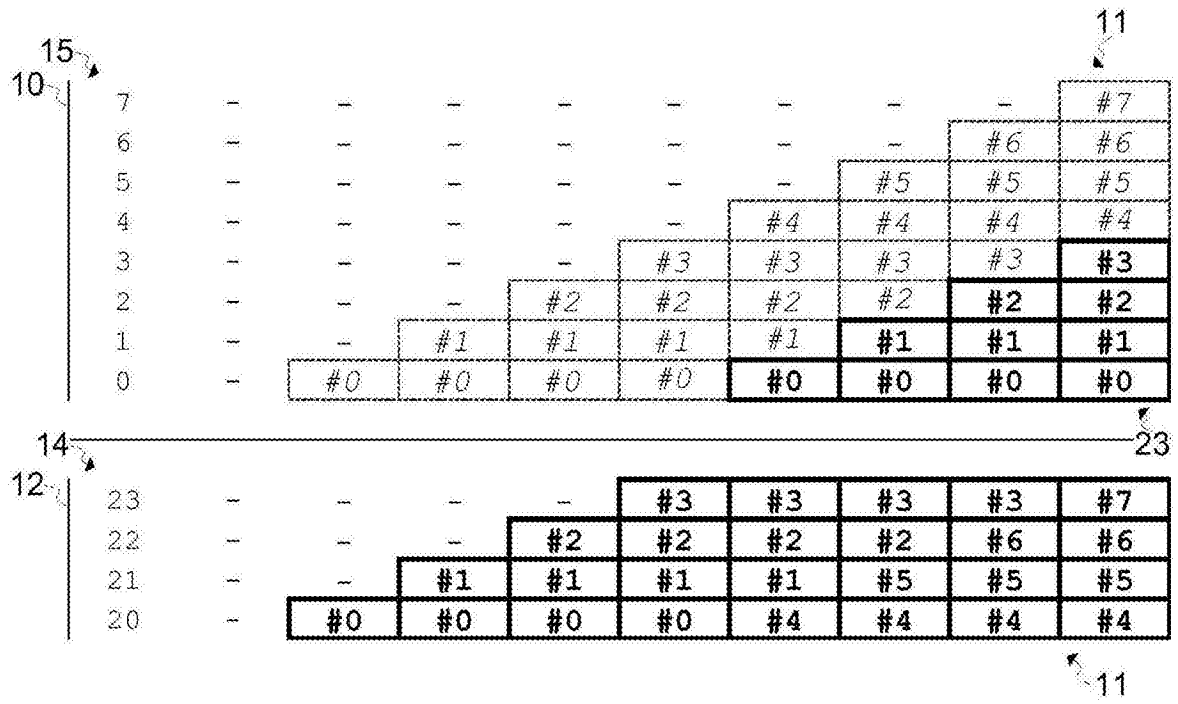 11
15
10
7 - - - - - - - - #7
6 - - - - - - - #6 #6
5 - - - - - - #5 #5 #5
4 - - - - - #4 #4 #4 #4
3 - - - - #3 #3 #3 #3 #3
2 - - - #2 #2 #2 #2 #2 #2
1 - - #1 #1 #1 #1 #1 #1 #1
0 - #0 #0 #0 #0 #0 #0 #0 #0
14 23
12
23 - - - - #3 #3 #3 #3 #7
22 - - - #2 #2 #2 #2 #6 #6
21 - - #1 #1 #1 #1 #5 #5 #5
20 - #0 #0 #0 #0 #4 #4 #4 #4
11